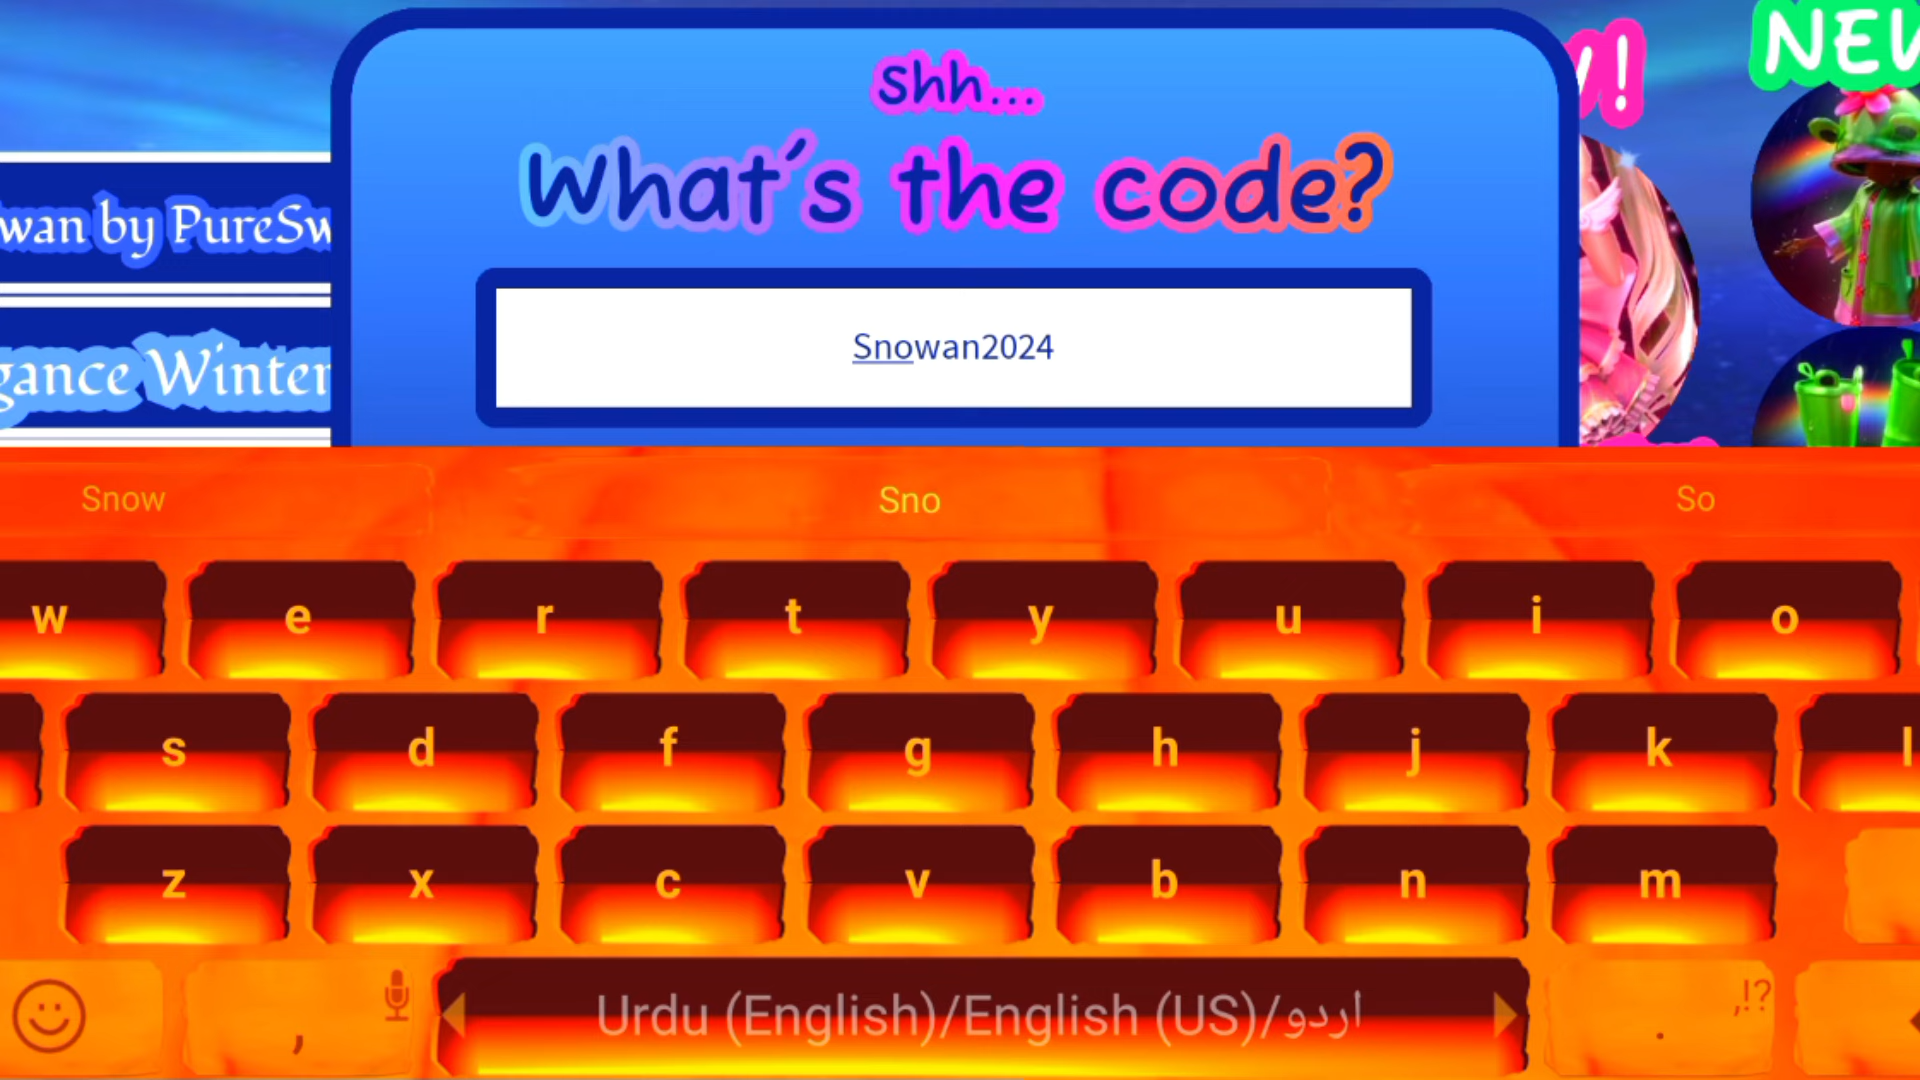 shh...
What's the code?
NEW
wan by PureSw
gance Winter
Snowan2024
Snow Sno So
w e r t y u i o
s d f g h j k l
z x c v b n m
, Urdu (English)/English (US)/اردو . ,!?